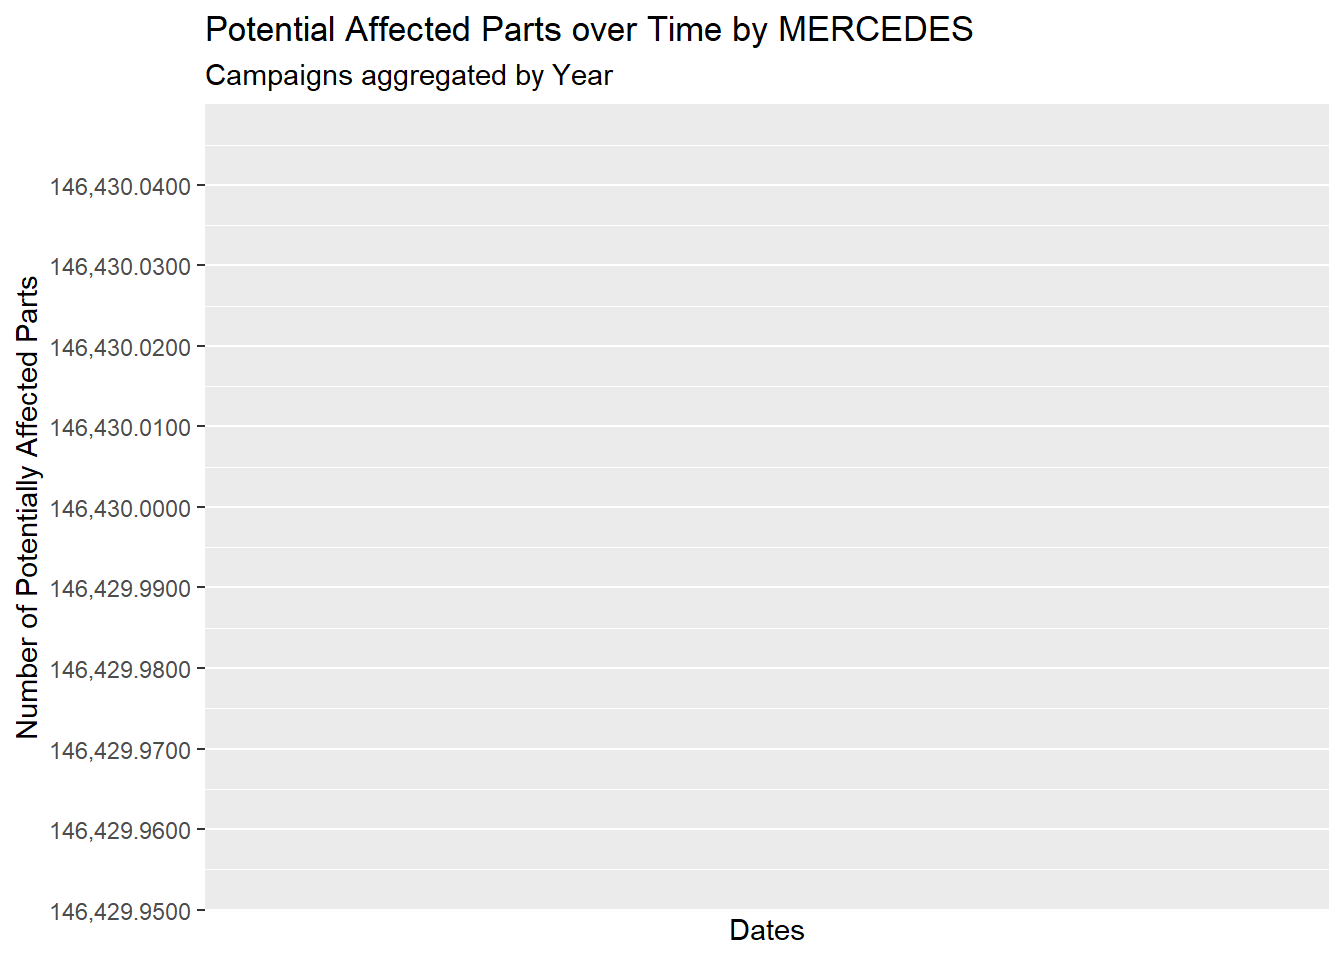 Potential Affected Parts over Time by MERCEDES
Campaigns aggregated by Year
Number of Potentially Affected Parts
146,430.0400
146,430.0300
146,430.0200
146,430.0100
146,430.0000
146,429.9900
146,429.9800
146,429.9700
146,429.9600
146,429.9500
Dates